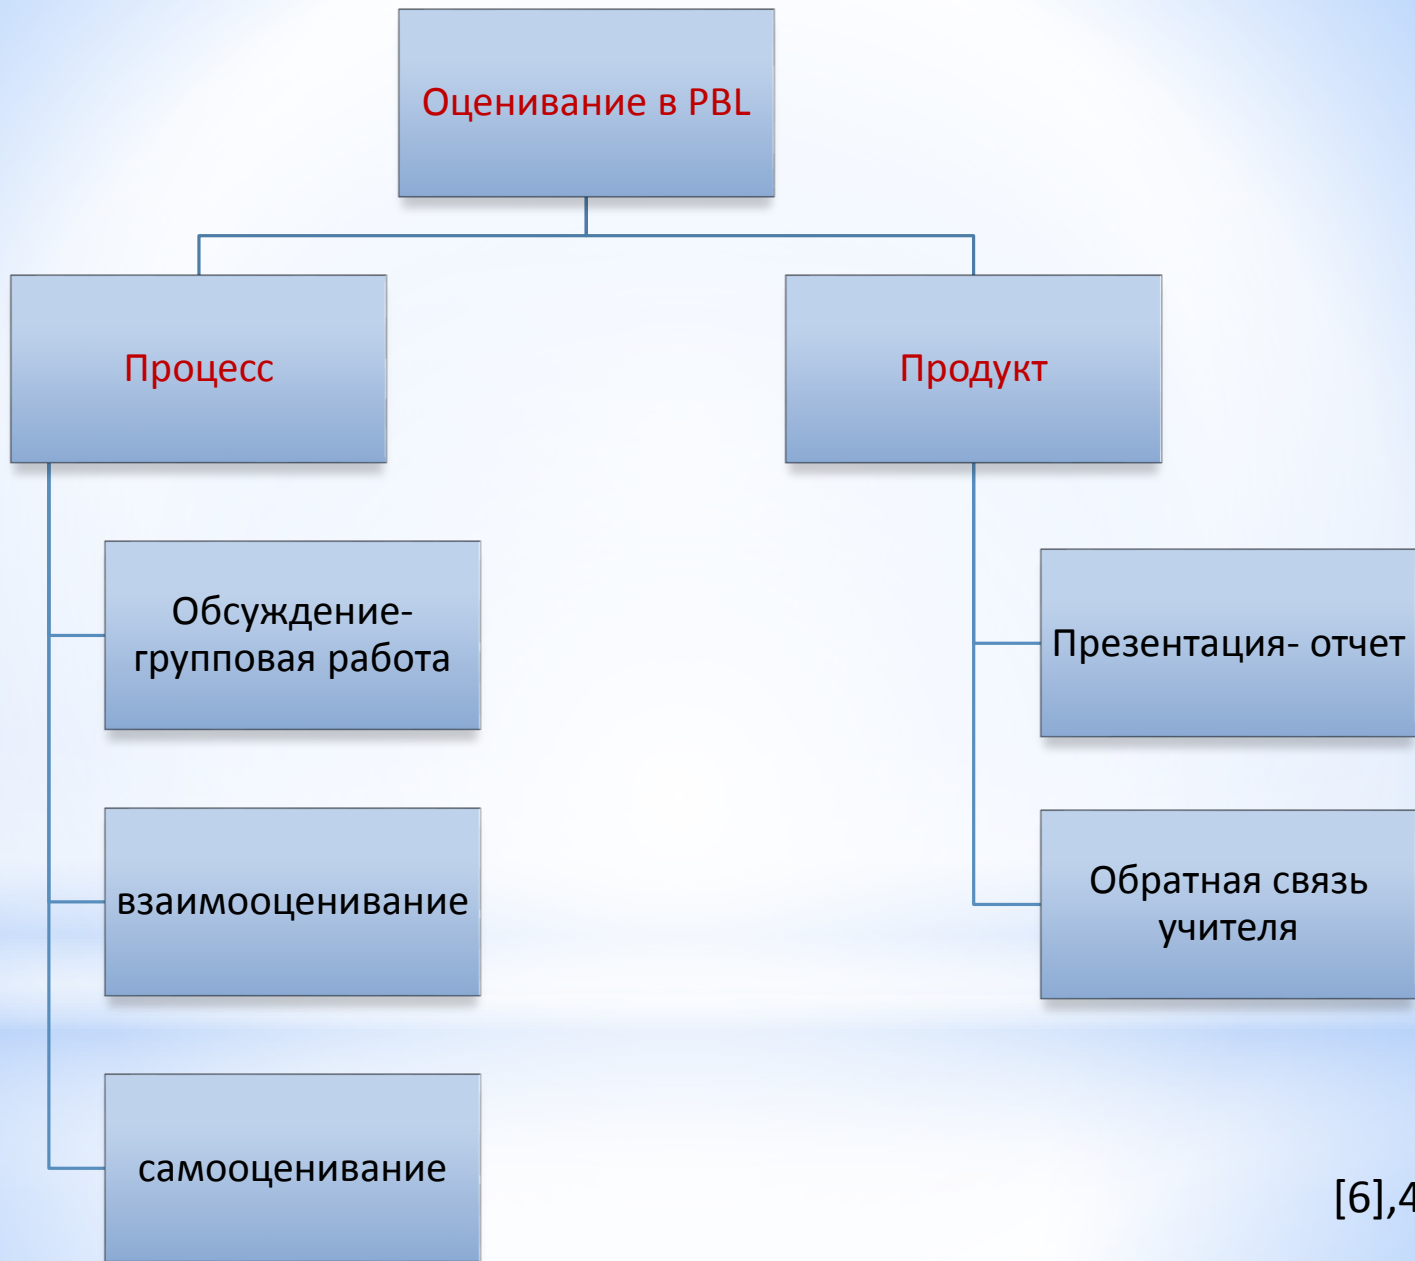 Оценивание в PBL
Процесс
Продукт
Обсуждение-
групповая работа
взаимооценивание
самооценивание
Презентация- отчет
Обратная связь
учителя
[6],4